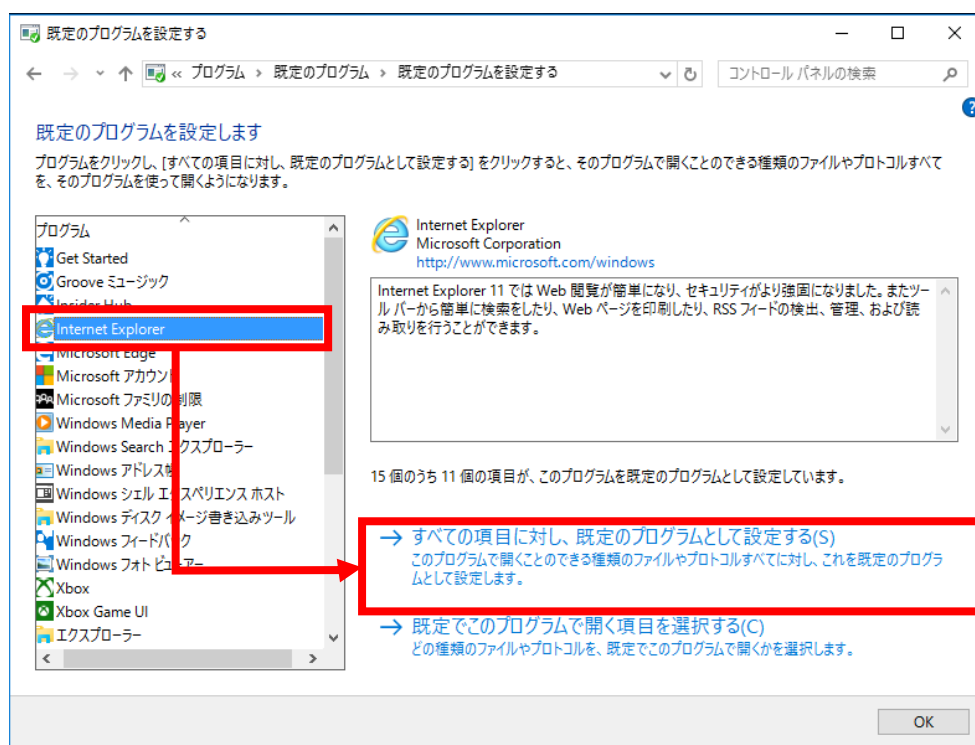 既定のプログラムを設定する
« プログラム > 既定のプログラム > 既定のプログラムを設定する
コントロール パネルの検索
既定のプログラムを設定します
プログラムをクリックし、[すべての項目に対し、既定のプログラムとして設定する] をクリックすると、そのプログラムで開くことのできる種類のファイルやプロトコルすべて
を、そのプログラムを使って開くようになります。
プログラム
Get Started
Groove ミュージック
Insider Hub
Internet Explorer
Microsoft Edge
Microsoft アカウント
Microsoft ファミリの制限
Windows Media Player
Windows Search エクスプローラー
Windows アドレス帳
Windows シェル エクスペリエンス ホスト
Windows ディスク イメージ書き込みツール
Windows フィードバック
Windows フォト ビューアー
Xbox
Xbox Game UI
エクスプローラー
Internet Explorer
Microsoft Corporation
http://www.microsoft.com/windows
Internet Explorer 11 では Web 閲覧が簡単になり、セキュリティがより強固になりました。またツー
ル バーから簡単に検索をしたり、Web ページを印刷したり、RSS フィードの検出、管理、および読
み取りを行うことができます。
15 個のうち 11 個の項目が、このプログラムを既定のプログラムとして設定しています。
→ すべての項目に対し、既定のプログラムとして設定する(S)
このプログラムで開くことのできる種類のファイルやプロトコルすべてに対し、これを既定のプログラ
ムとして設定します。
→ 既定でこのプログラムで開く項目を選択する(C)
どの種類のファイルやプロトコルを、既定でこのプログラムで開くかを選択します。
OK